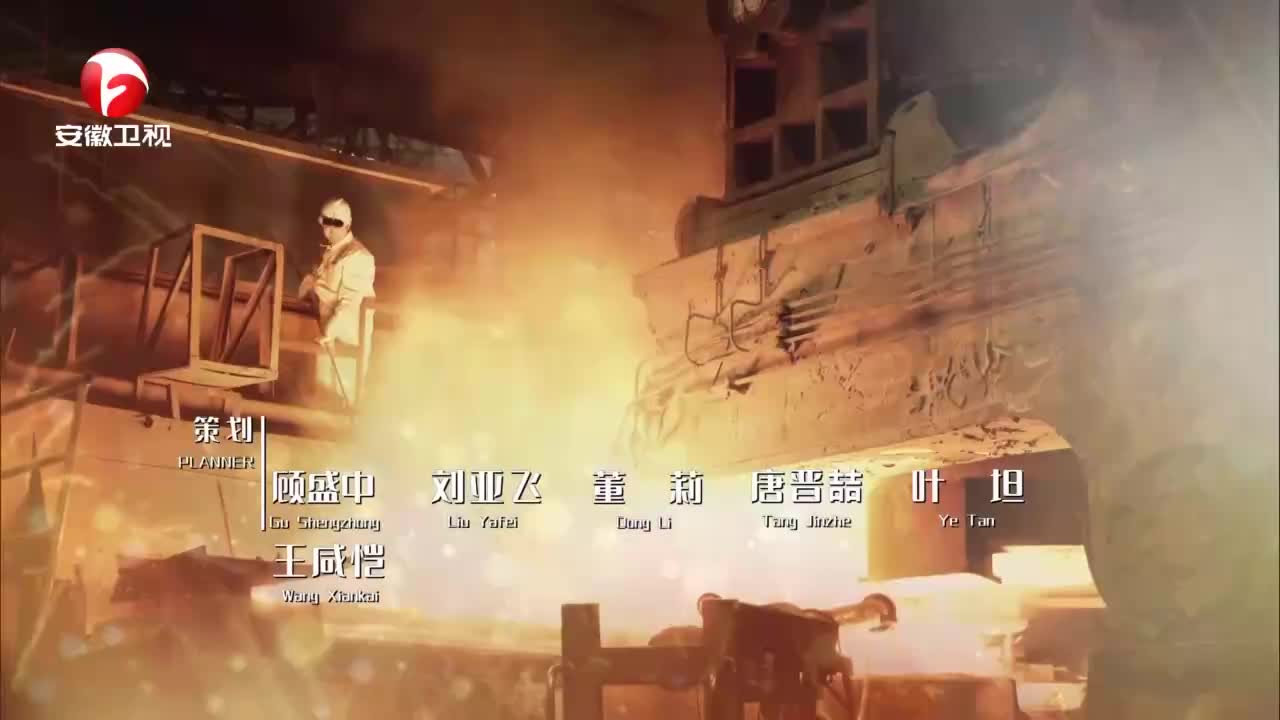 安徽卫视
策划
PLANNER
顾盛中 刘亚飞 董莉 唐晋喆 叶坦
Gu Shengzhong Liu Yafei Dong Li Tang Jinzhe Ye Tan
王咸恺
Wang Xiankai